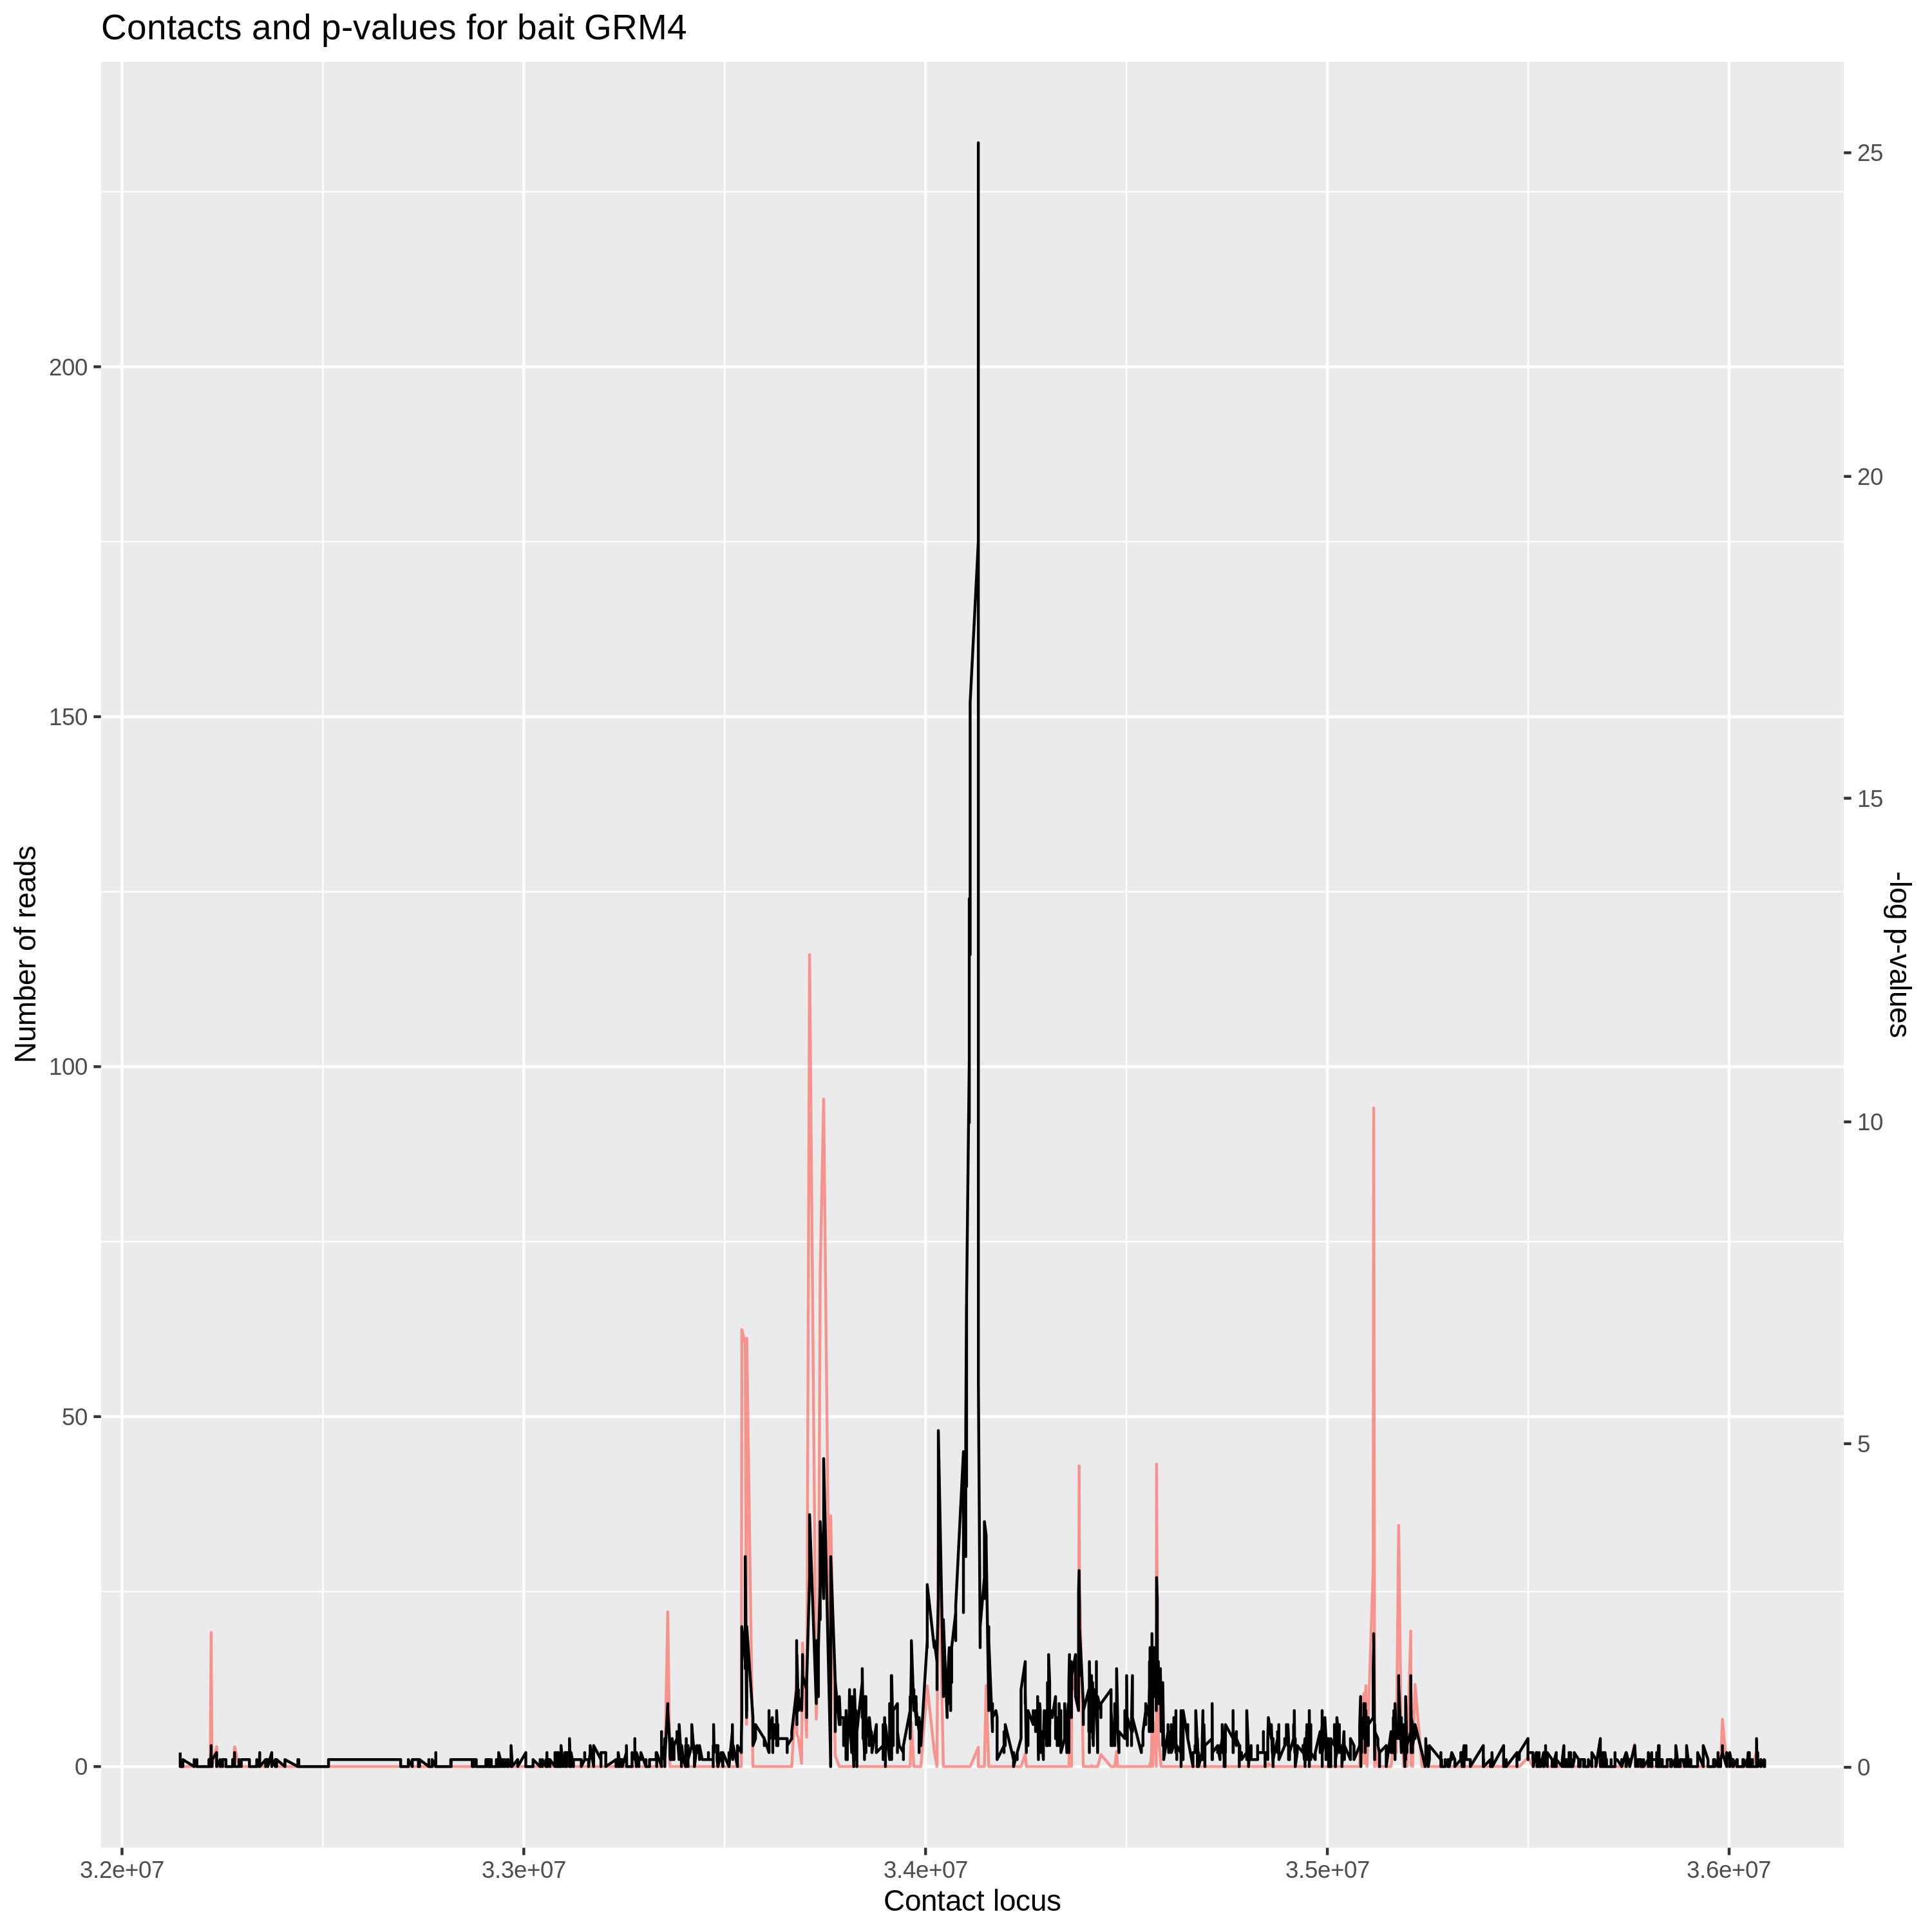 Contacts and p-values for bait GRM4
Number of reads
200
150
100
50
0
25
20
15
10
5
0
-log p-values
3.2e+07
3.3e+07
3.4e+07
3.5e+07
3.6e+07
Contact locus